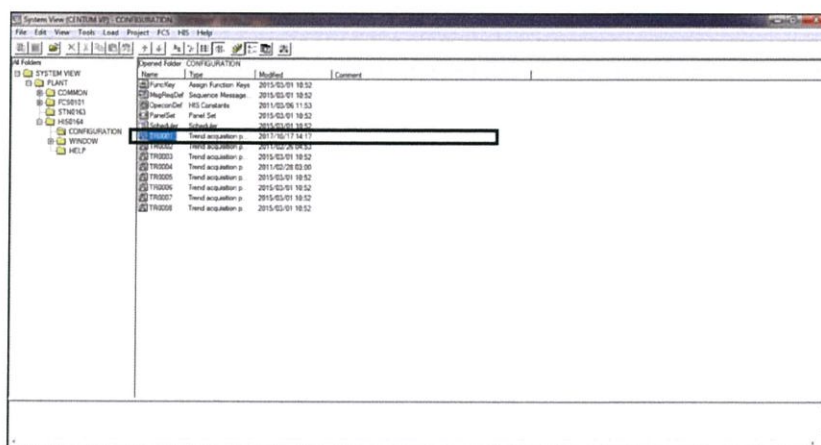 System View (CENTUM VP) - CONFIGURATION
File Edit View Tools Load Project FCS HIS Help
All Folders
SYSTEM VIEW
PLANT
COMMON
FCS0101
STN0163
HIS0164
CONFIGURATION
WINDOW
HELP
Opened Folder CONFIGURATION
Name Type Modified Comment
FuncKey Assign Function Keys 2015/03/01 10:52
MsgReqDef Sequence Message 2015/03/01 10:52
OpeconDef HIS Constants 2011/03/06 11:53
PanelSet Panel Set 2015/03/01 10:52
Scheduler Scheduler 2015/03/01 10:52
TR0001 Trend acquisition p.. 2017/10/17 14:17
TR0002 Trend acquisition p 2011/02/26 04:53
TR0003 Trend acquisition p 2015/03/01 10:52
TR0004 Trend acquisition p 2011/02/28 03:00
TR0005 Trend acquisition p 2015/03/01 10:52
TR0006 Trend acquisition p 2015/03/01 10:52
TR0007 Trend acquisition p 2015/03/01 10:52
TR0008 Trend acquisition p 2015/03/01 10:52